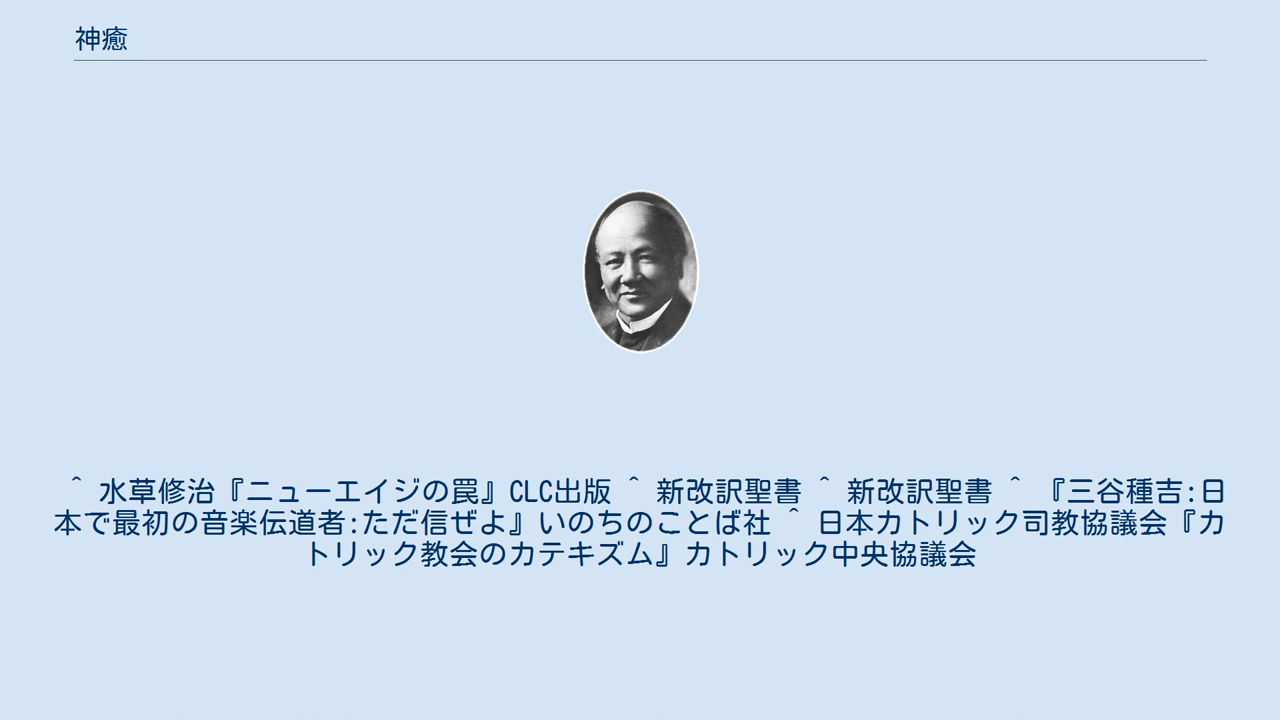 神癒
^ 水草修治『ニューエイジの罠』CLC出版 ^ 新改訳聖書 ^ 新改訳聖書 ^ 『三谷種吉:日
本で最初の音楽伝道者:ただ信ぜよ』いのちのことば社 ^ 日本カトリック司教協議会『カ
トリック教会のカテキズム』カトリック中央協議会